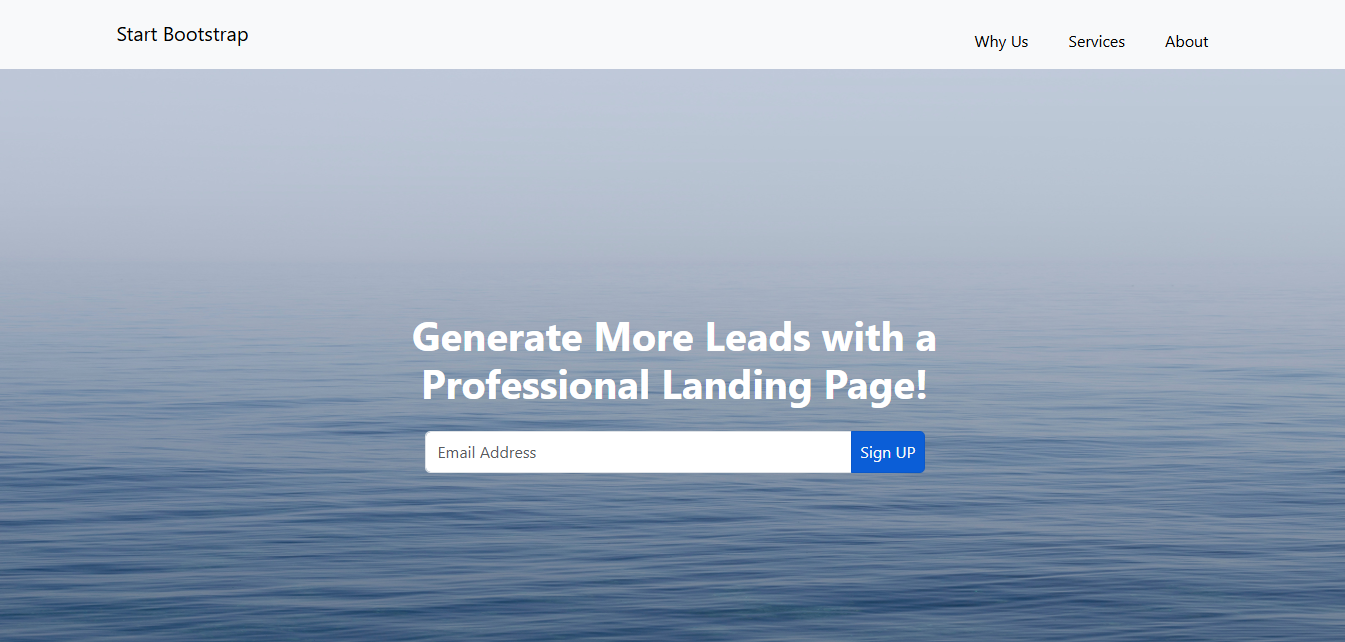 Start Bootstrap
Why Us Services About
Generate More Leads with a
Professional Landing Page!
Email Address Sign UP